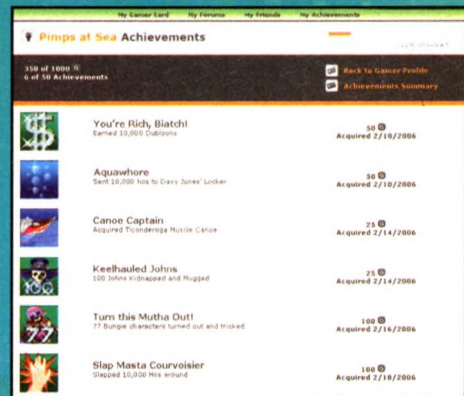 My Gamer Card My Forums My Friends My Achievements
Pimps at Sea Achievements
350 of 1000 G
6 of 50 Achievements
Back to Gamer Profile
Achievements Summary
$
You're Rich, Biatch!
Earned 10,000 Dubloons
50 G
Acquired 2/10/2006
Aquawhore
Sent 10,000 hos to Davy Jones' Locker
50 G
Acquired 2/10/2006
Canoe Captain
Acquired Ticonderoga Muscle Canoe
25 G
Acquired 2/14/2006
100
Keelhauled Johns
100 Johns Kidnapped and Mugged
25 G
Acquired 2/14/2006
77
Turn this Mutha Out!
77 Bungie characters turned out and tricked
100 G
Acquired 2/16/2006
Slap Masta Courvoisier
Slapped 10,000 Hos around
100 G
Acquired 2/18/2006